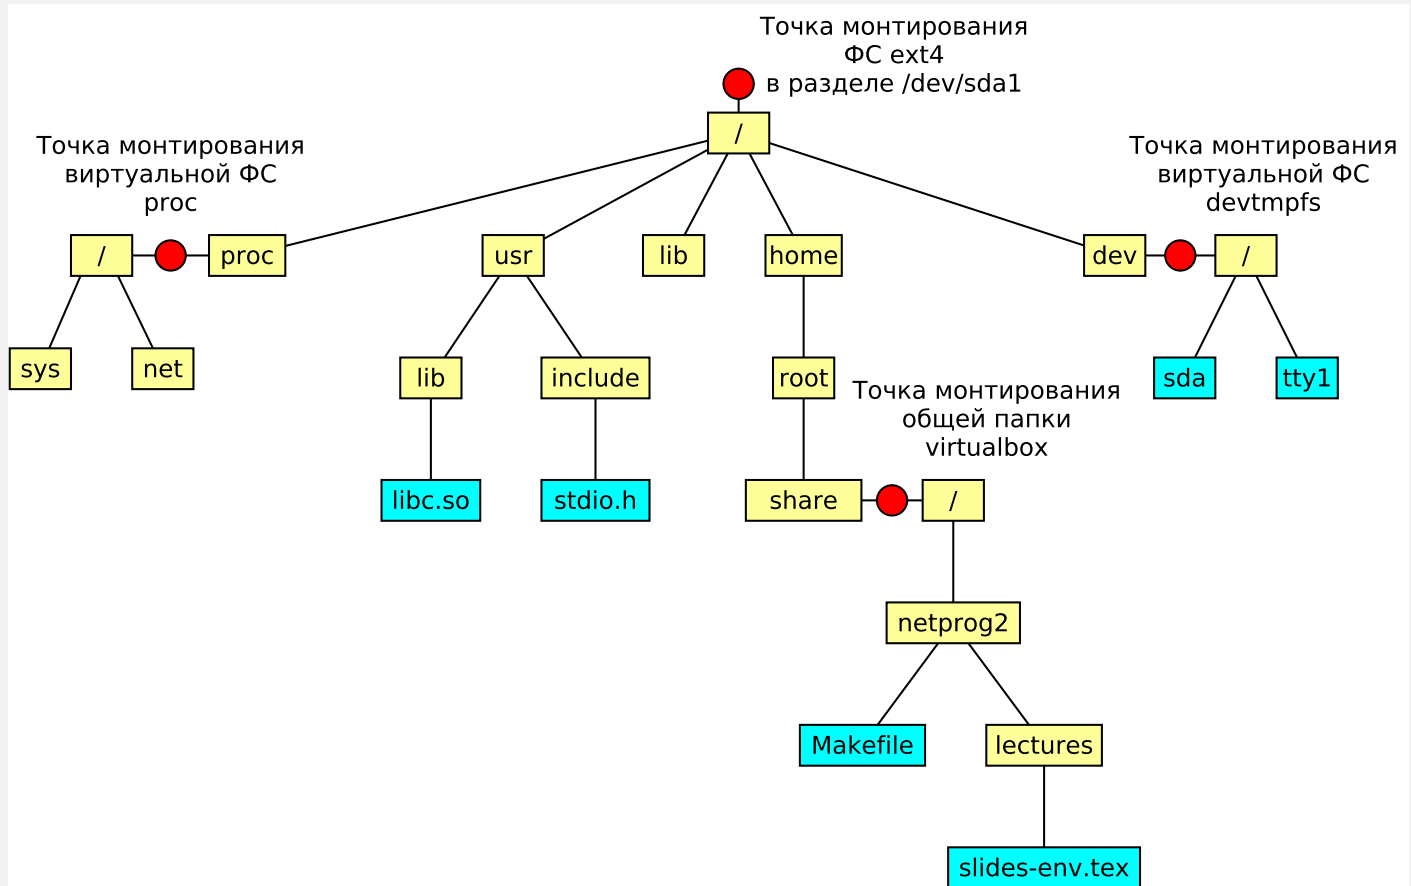 Точка монтирования
ФС ext4
в разделе /dev/sda1
/
Точка монтирования
виртуальной ФС
proc
Точка монтирования
виртуальной ФС
devtmpfs
/
proc
usr
lib
home
dev
/
sys
net
lib
include
root
sda
tty1
Точка монтирования
общей папки
virtualbox
libc.so
stdio.h
share
/
netprog2
Makefile
lectures
slides-env.tex